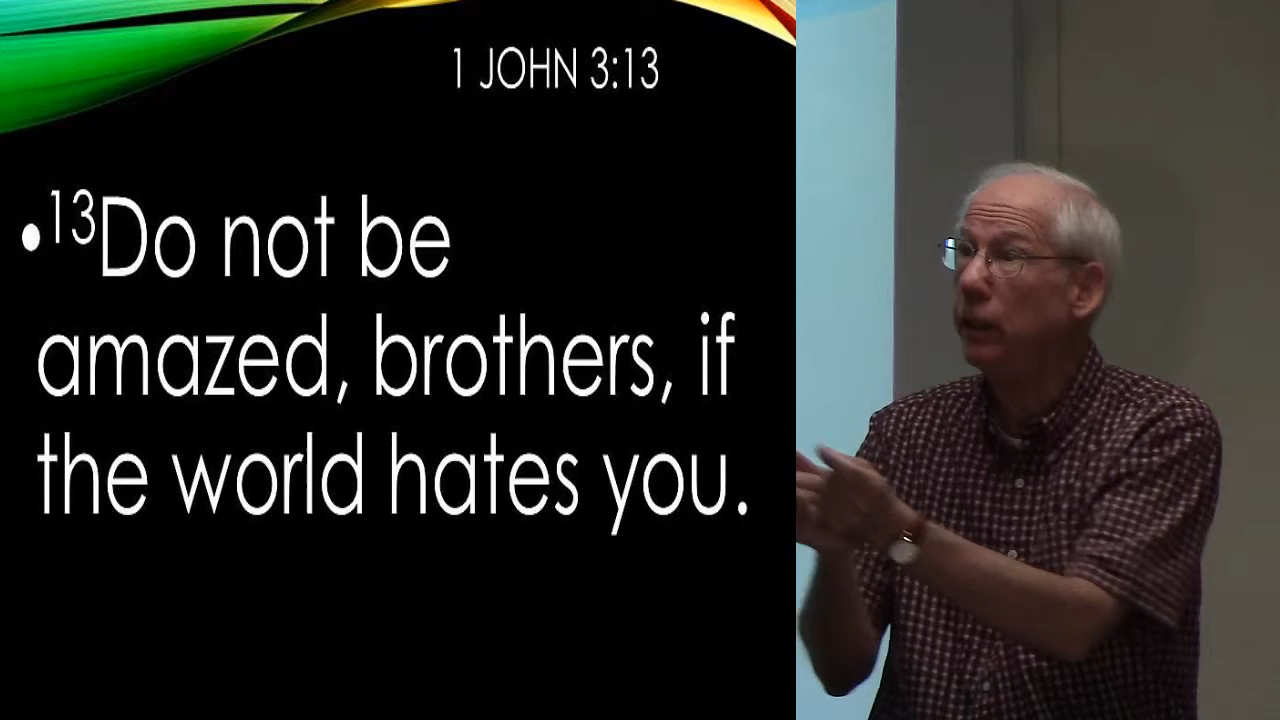 1 JOHN 3:13
•¹³Do not be
amazed, brothers, if
the world hates you.